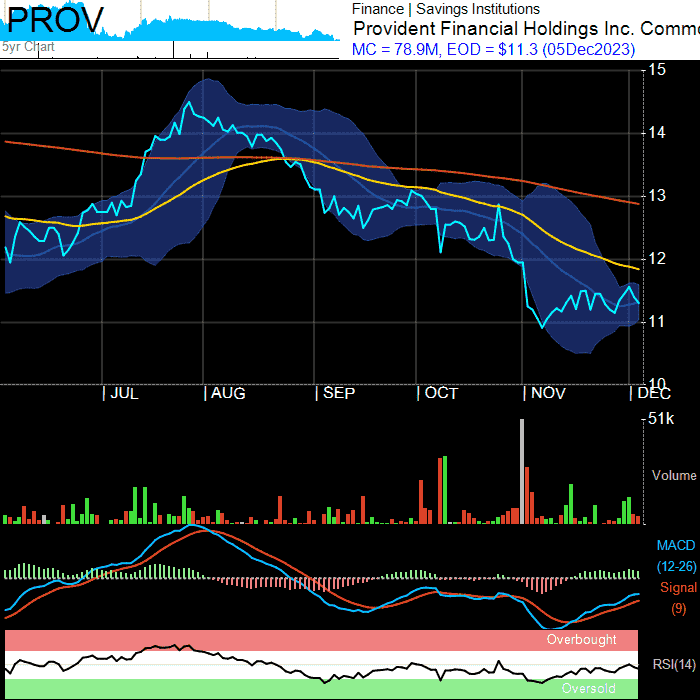 PROV
5yr Chart
Finance | Savings Institutions
Provident Financial Holdings Inc. Commo
MC = 78.9M, EOD = $11.3 (05Dec2023)
15
14
13
12
11
10
| JUL | AUG | SEP | OCT | NOV | DEC
51k
Volume
MACD
(12-26)
Signal
(9)
Overbought
RSI(14)
Oversold